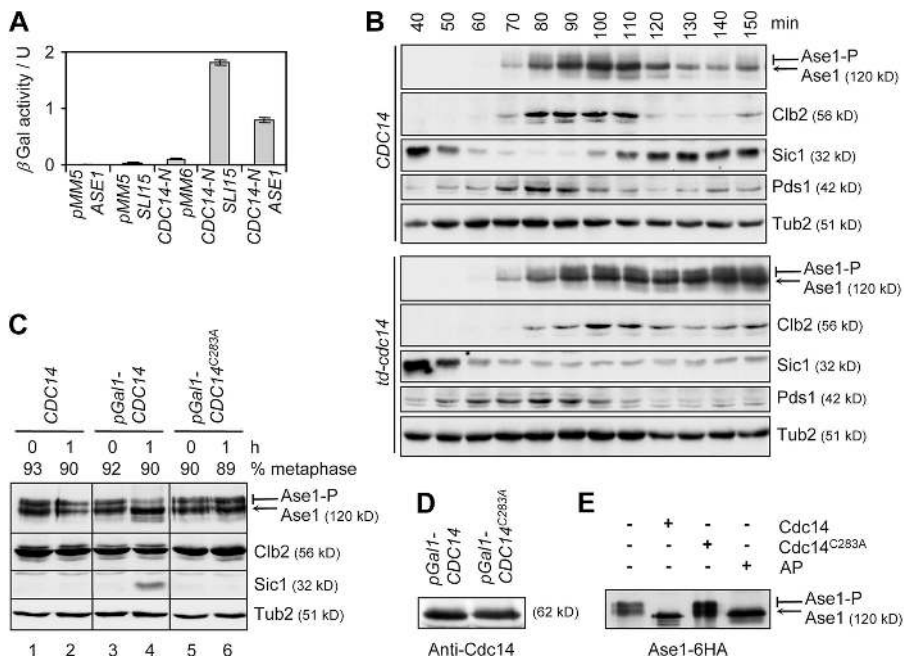 A
βGal activity / U
2
1
0
pMM5
ASE1
pMM5
SLI15
CDC14-N
pMM6
CDC14-N
SLI15
CDC14-N
ASE1
B
40 50 60 70 80 90 100 110 120 130 140 150 min
CDC14
Ase1-P
Ase1 (120 kD)
Clb2 (56 kD)
Sic1 (32 kD)
Pds1 (42 kD)
Tub2 (51 kD)
td-cdc14
Ase1-P
Ase1 (120 kD)
Clb2 (56 kD)
Sic1 (32 kD)
Pds1 (42 kD)
Tub2 (51 kD)
C
CDC14
pGal1-
CDC14
pGal1-
CDC14C283A
0 1 0 1 0 1 h
93 90 92 90 90 89 % metaphase
Ase1-P
Ase1 (120 kD)
Clb2 (56 kD)
Sic1 (32 kD)
Tub2 (51 kD)
1 2 3 4 5 6
D
pGal1-
CDC14
pGal1-
CDC14C283A
(62 kD)
Anti-Cdc14
E
- + - - Cdc14
- - + - Cdc14C283A
- - - + AP
Ase1-P
Ase1 (120 kD)
Ase1-6HA